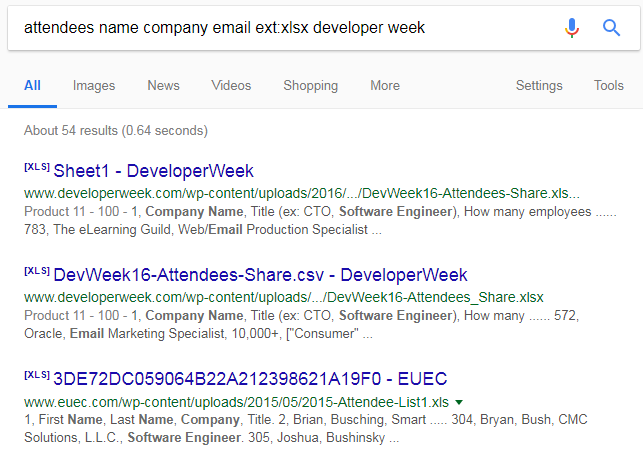 attendees name company email ext:xlsx developer week
All Images News Videos Shopping More Settings Tools
About 54 results (0.64 seconds)
[XLS] Sheet1 - DeveloperWeek
www.developerweek.com/wp-content/uploads/2016/.../DevWeek16-Attendees-Share.xls...
Product 11 - 100 - 1, Company Name, Title (ex: CTO, Software Engineer), How many employees ......
783, The eLearning Guild, Web/Email Production Specialist ...
[XLS] DevWeek16-Attendees-Share.csv - DeveloperWeek
www.developerweek.com/wp-content/uploads/.../DevWeek16-Attendees_Share.xlsx
Product 11 - 100 - 1, Company Name, Title (ex: CTO, Software Engineer), How many ...... 572,
Oracle, Email Marketing Specialist, 10,000+, ["Consumer" ...
[XLS] 3DE72DC059064B22A212398621A19F0 - EUEC
www.euec.com/wp-content/uploads/2015/05/2015-Attendee-List1.xls
1, First Name, Last Name, Company, Title. 2, Brian, Busching, Smart ..... 304, Bryan, Bush, CMC
Solutions, L.L.C., Software Engineer. 305, Joshua, Bushinsky ...